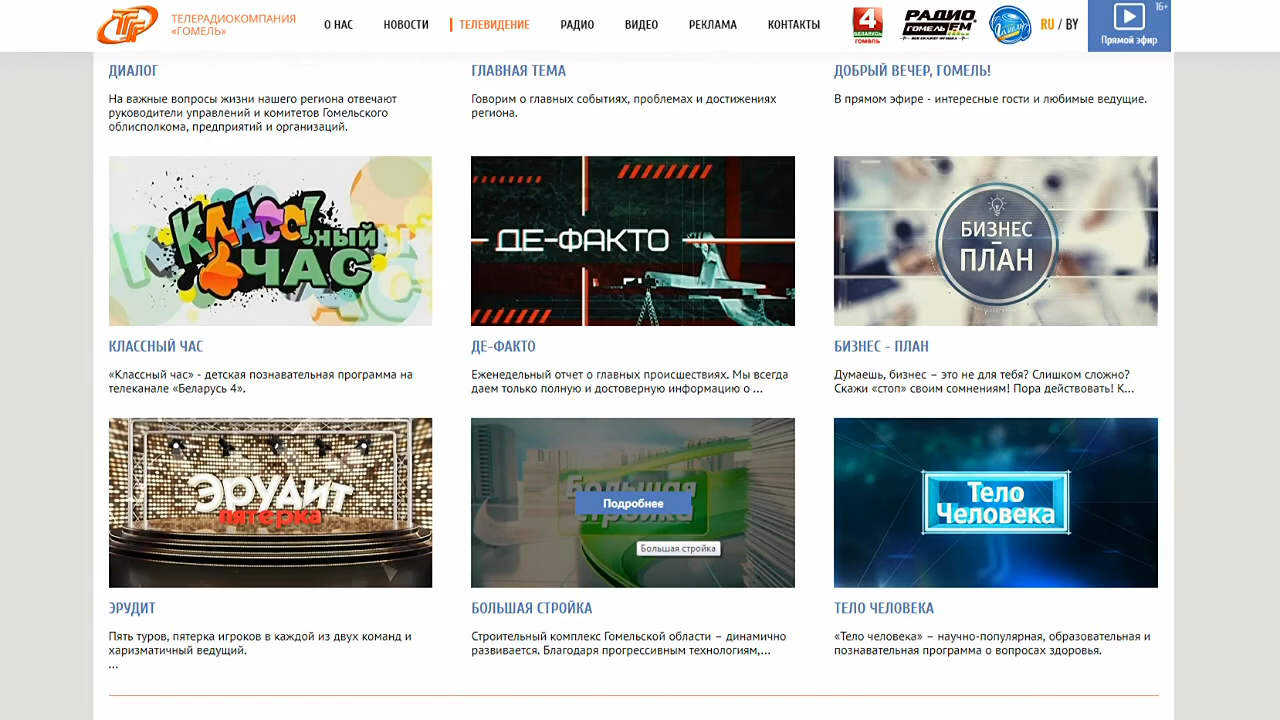 ТЕЛЕРАДИОКОМПАНИЯ
«ГОМЕЛЬ»
О НАС НОВОСТИ ТЕЛЕВИДЕНИЕ РАДИО ВИДЕО РЕКЛАМА КОНТАКТЫ
4
БЕЛАРУСЬ
ГОМЕЛЬ
РАДИО
ГОМЕЛЬ FM
RU / BY
16+
Прямой эфир
ДИАЛОГ
На важные вопросы жизни нашего региона отвечают
руководители управлений и комитетов Гомельского
облисполкома, предприятий и организаций.
ГЛАВНАЯ ТЕМА
Говорим о главных событиях, проблемах и достижениях
региона.
ДОБРЫЙ ВЕЧЕР, ГОМЕЛЬ!
В прямом эфире - интересные гости и любимые ведущие.
КЛАСС!ный
ЧАС
ДЕ-ФАКТО
БИЗНЕС
–
ПЛАН
КЛАССНЫЙ ЧАС
«Классный час» - детская познавательная программа на
телеканале «Беларусь 4».
ДЕ-ФАКТО
Еженедельный отчет о главных происшествиях. Мы всегда
даем только полную и достоверную информацию о ...
БИЗНЕС - ПЛАН
Думаешь, бизнес – это не для тебя? Слишком сложно?
Скажи «стоп» своим сомнениям! Пора действовать! К...
ЭРУДИТ
пятерка
Большая
стройка
Подробнее
Большая стройка
Тело
Человека
ЭРУДИТ
Пять туров, пятерка игроков в каждой из двух команд и
харизматичный ведущий.
...
БОЛЬШАЯ СТРОЙКА
Строительный комплекс Гомельской области – динамично
развивается. Благодаря прогрессивным технологиям,...
ТЕЛО ЧЕЛОВЕКА
«Тело человека» – научно-популярная, образовательная и
познавательная программа о вопросах здоровья.